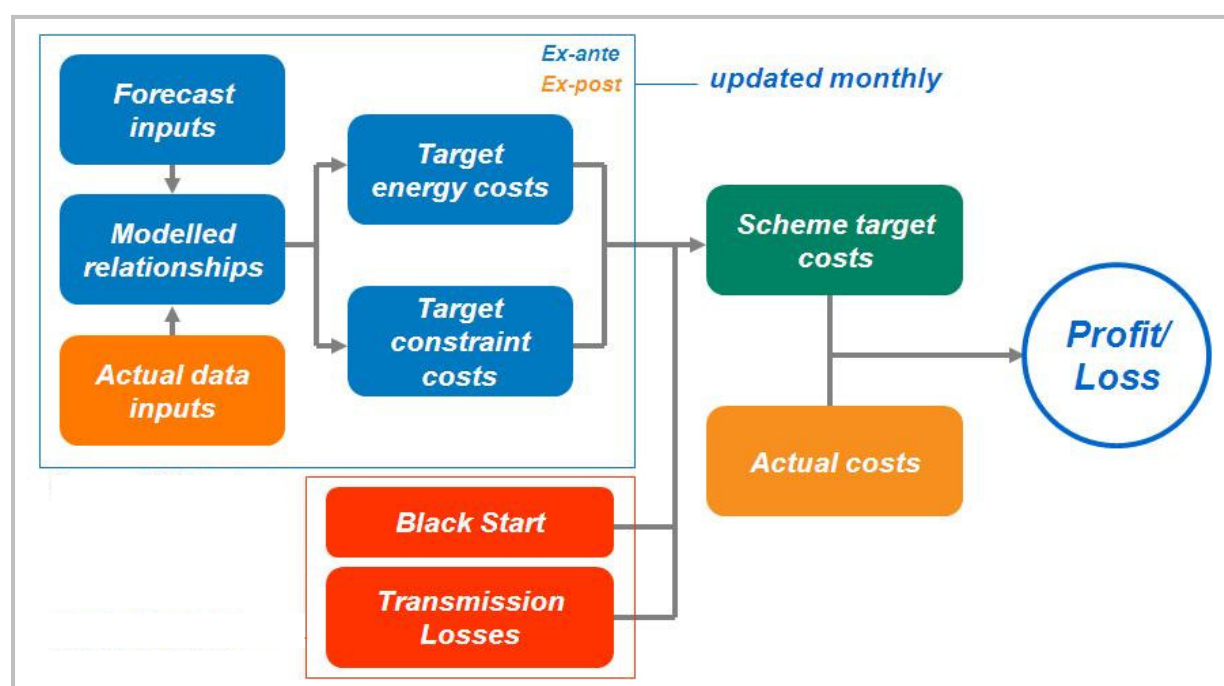 Ex-ante
Ex-post
updated monthly
Forecast
inputs
Modelled
relationships
Actual data
inputs
Target
energy costs
Target
constraint
costs
Scheme target
costs
Actual costs
Profit/
Loss
Black Start
Transmission
Losses